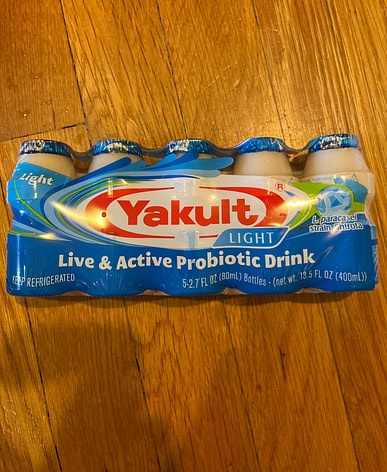 Light
Yakult®
LIGHT
L. paracasei
strain Shirota
Live & Active Probiotic Drink
KEEP REFRIGERATED
5-2.7 FL OZ (80mL) Bottles - (net wt. 13.5 FL OZ (400mL))